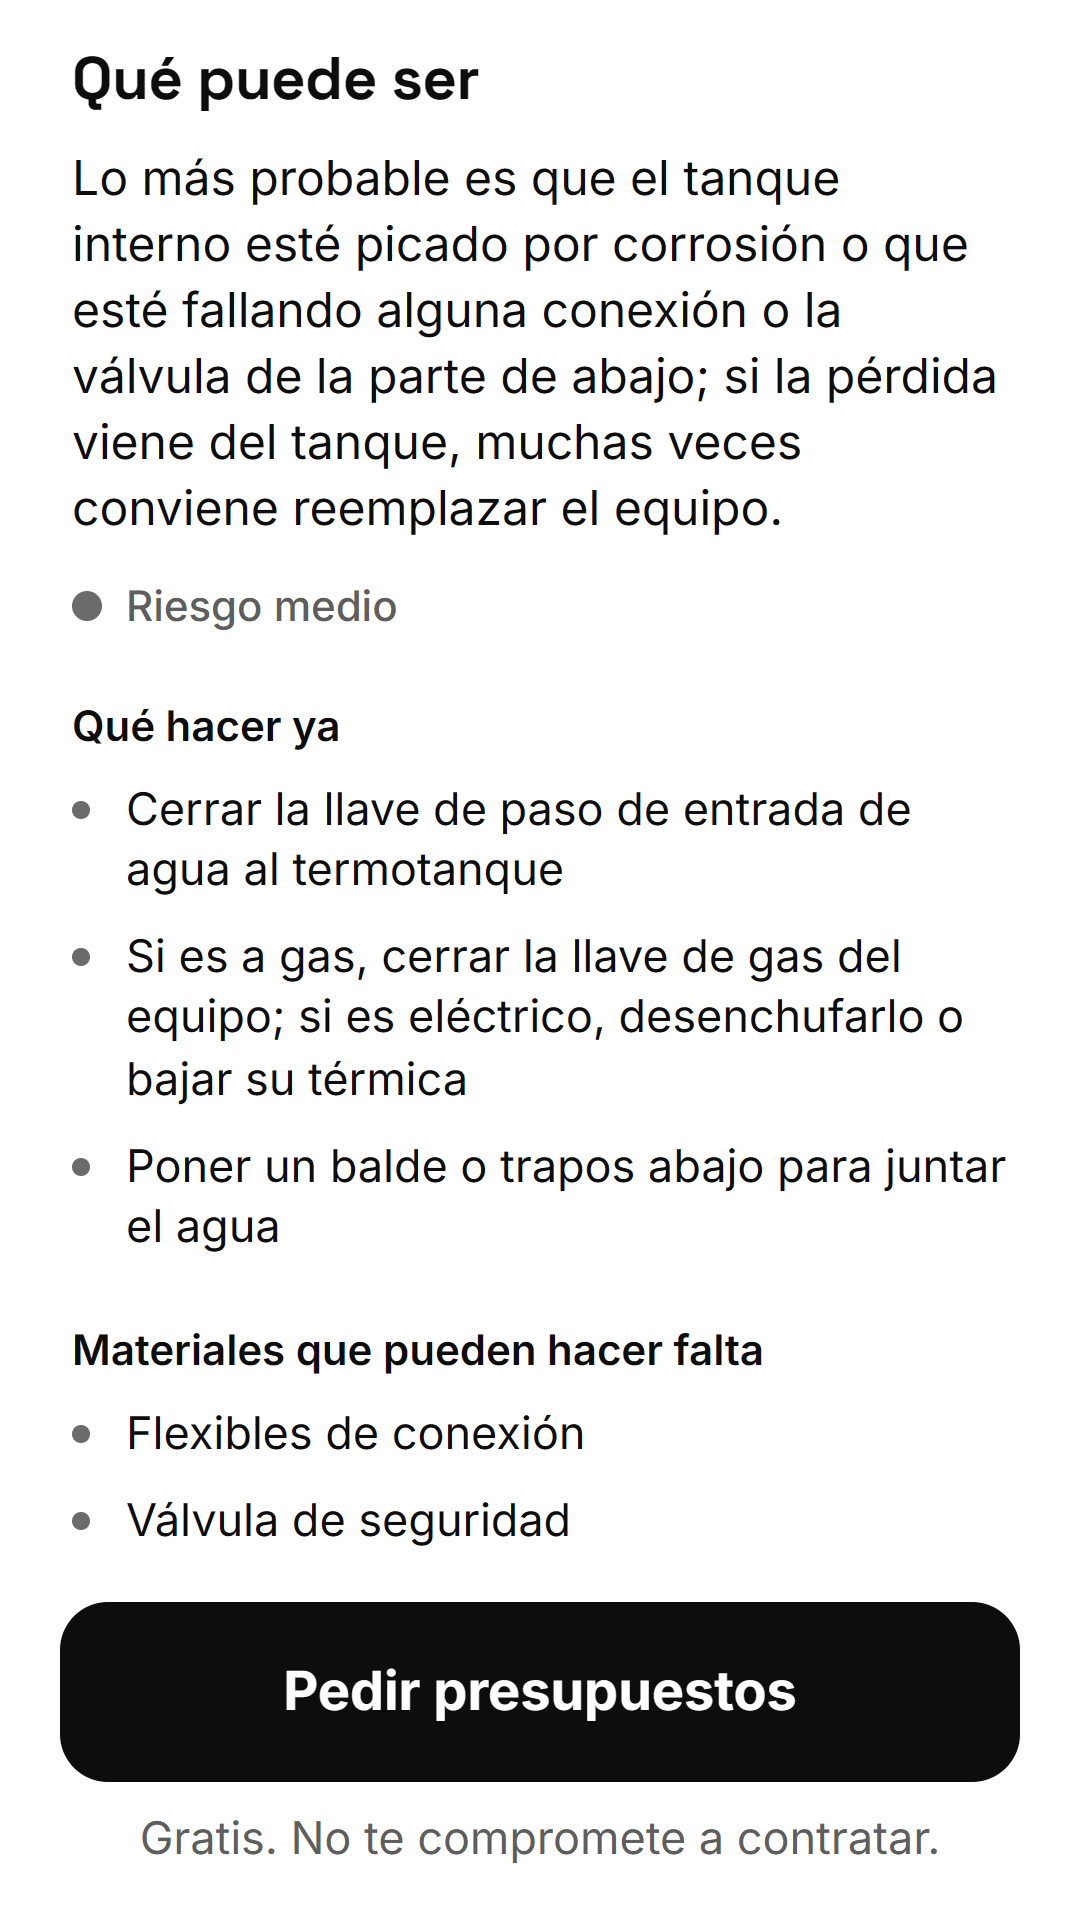 Qué puede ser
Lo más probable es que el tanque
interno esté picado por corrosión o que
esté fallando alguna conexión o la
válvula de la parte de abajo; si la pérdida
viene del tanque, muchas veces
conviene reemplazar el equipo.
Riesgo medio
Qué hacer ya
Cerrar la llave de paso de entrada de
agua al termotanque
Si es a gas, cerrar la llave de gas del
equipo; si es eléctrico, desenchufarlo o
bajar su térmica
Poner un balde o trapos abajo para juntar
el agua
Materiales que pueden hacer falta
Flexibles de conexión
Válvula de seguridad
Pedir presupuestos
Gratis. No te compromete a contratar.